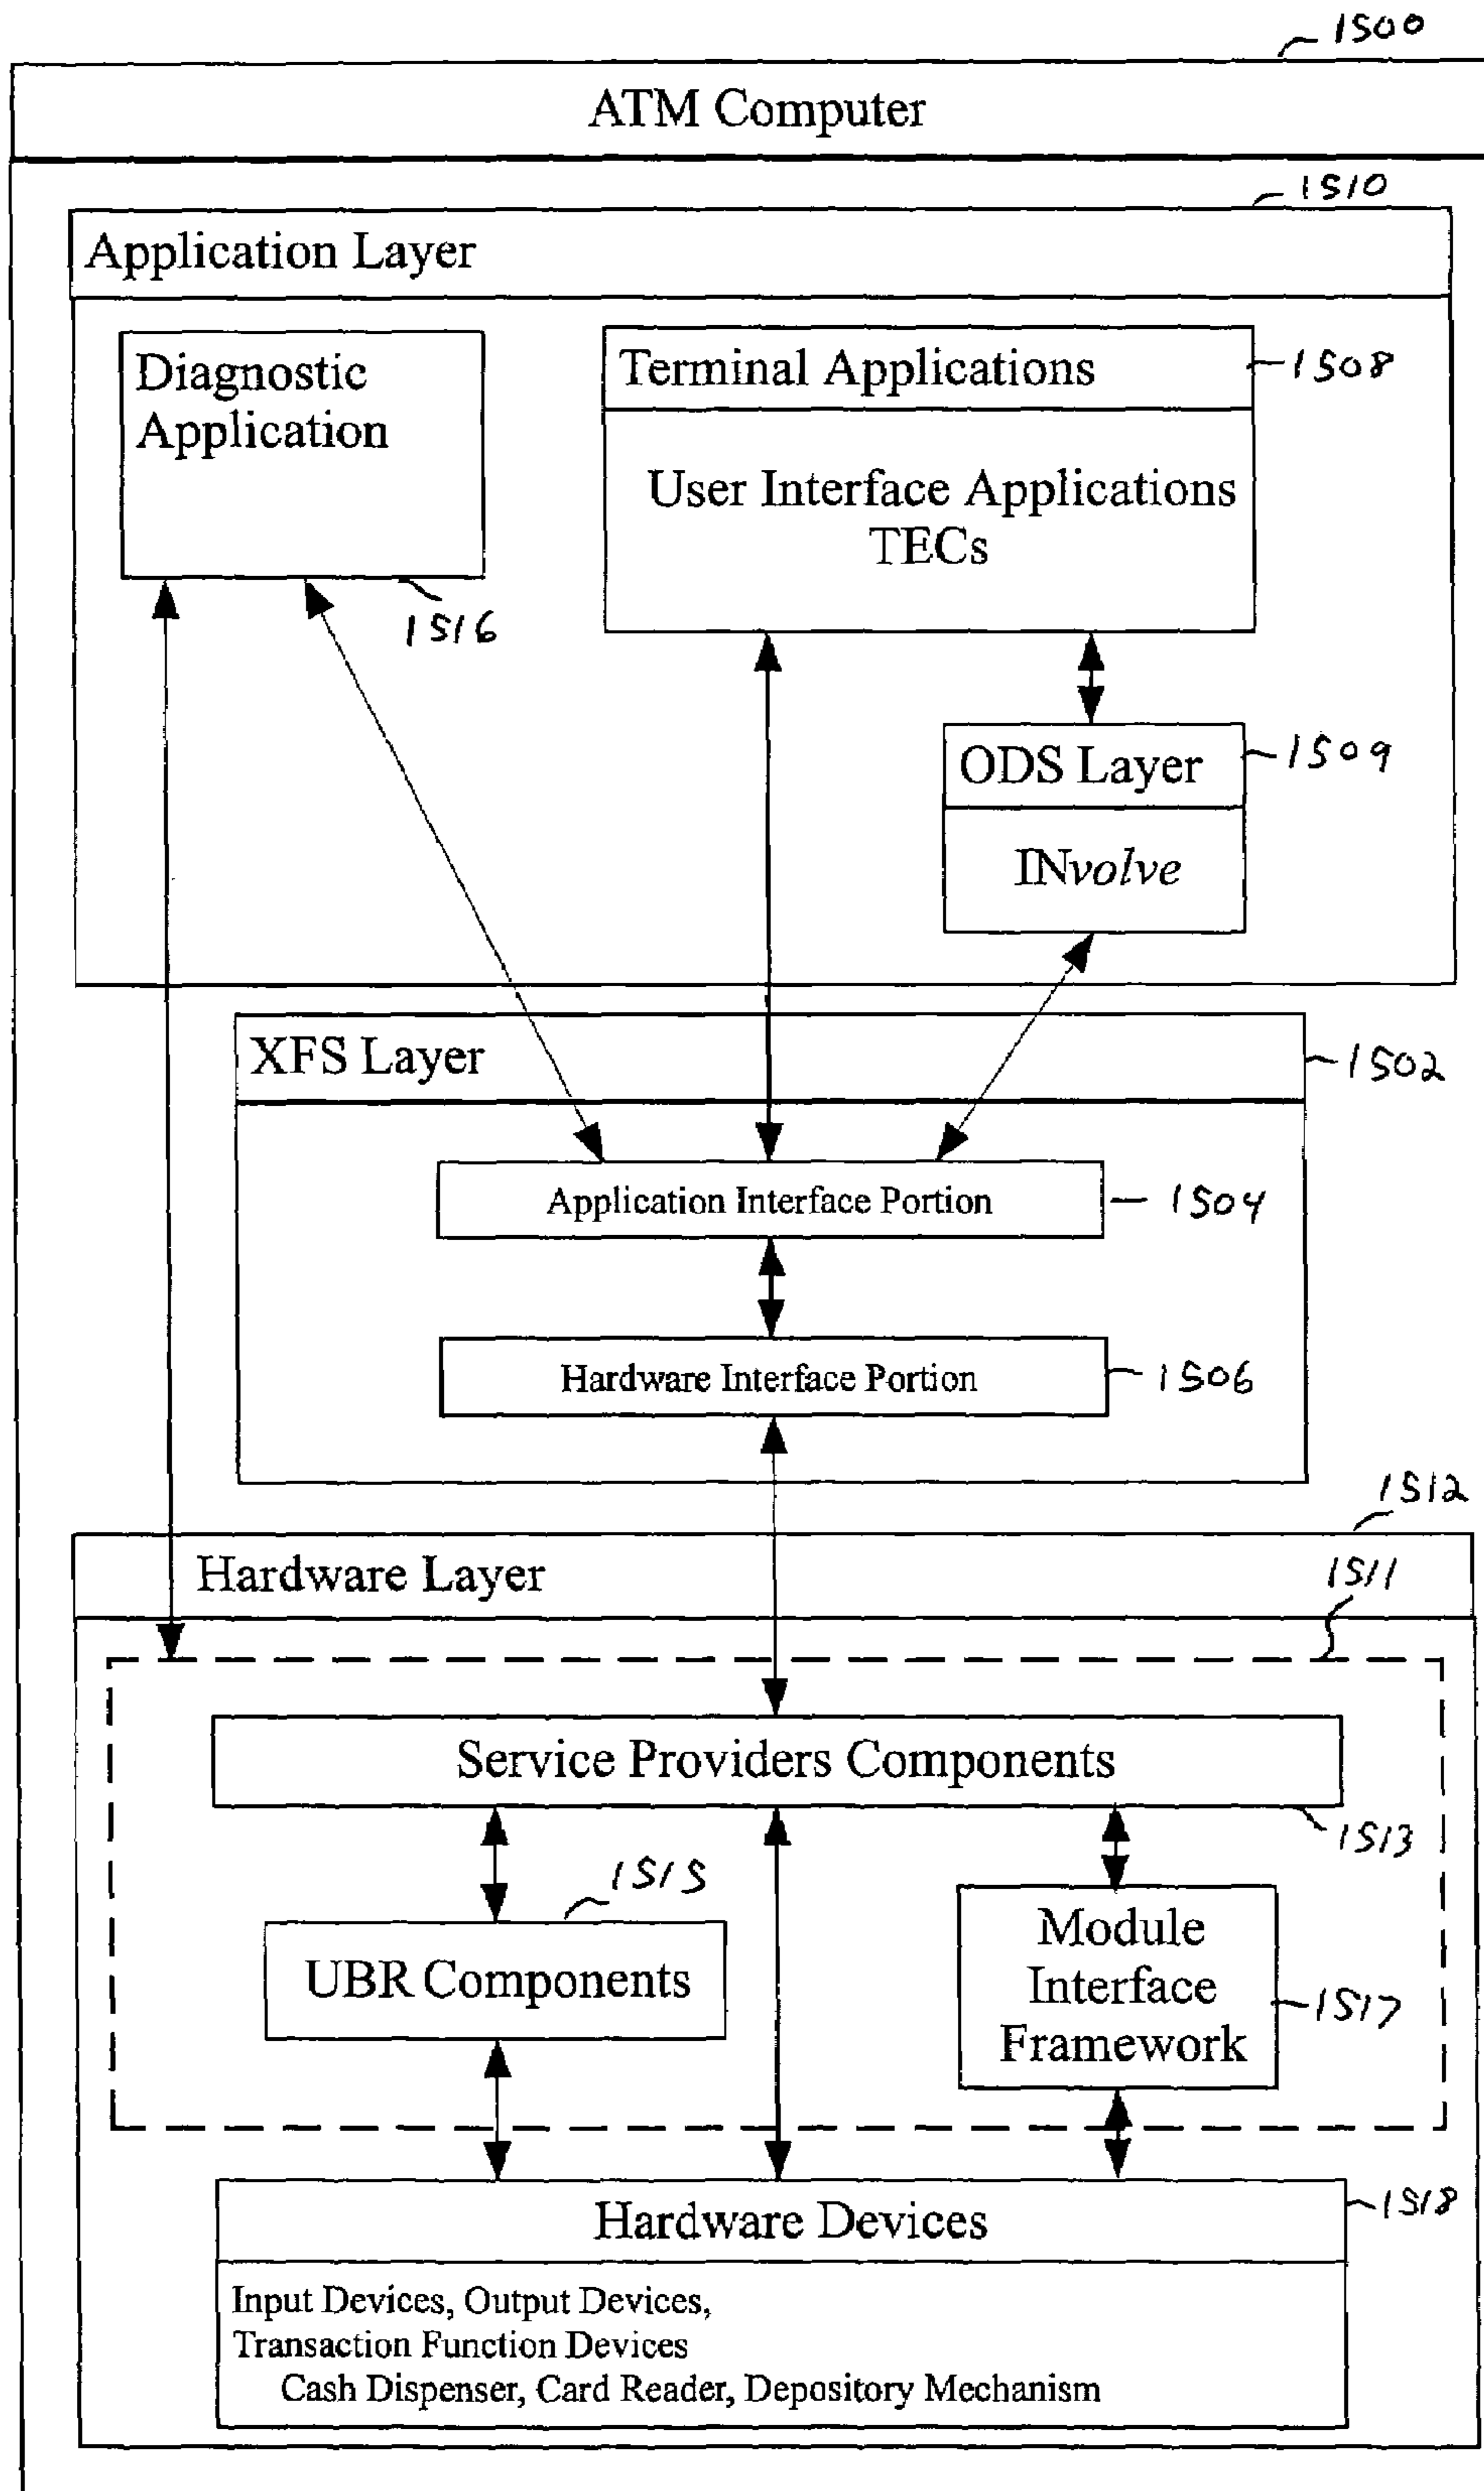 1500
ATM Computer
1510
Application Layer
Diagnostic
Application
1516
Terminal Applications
1508
User Interface Applications
TECs
ODS Layer
1509
INvolve
XFS Layer
1502
Application Interface Portion
1504
Hardware Interface Portion
1506
1512
Hardware Layer
1511
Service Providers Components
1513
1515
UBR Components
Module
Interface
Framework
1517
Hardware Devices
1518
Input Devices, Output Devices,
Transaction Function Devices
Cash Dispenser, Card Reader, Depository Mechanism